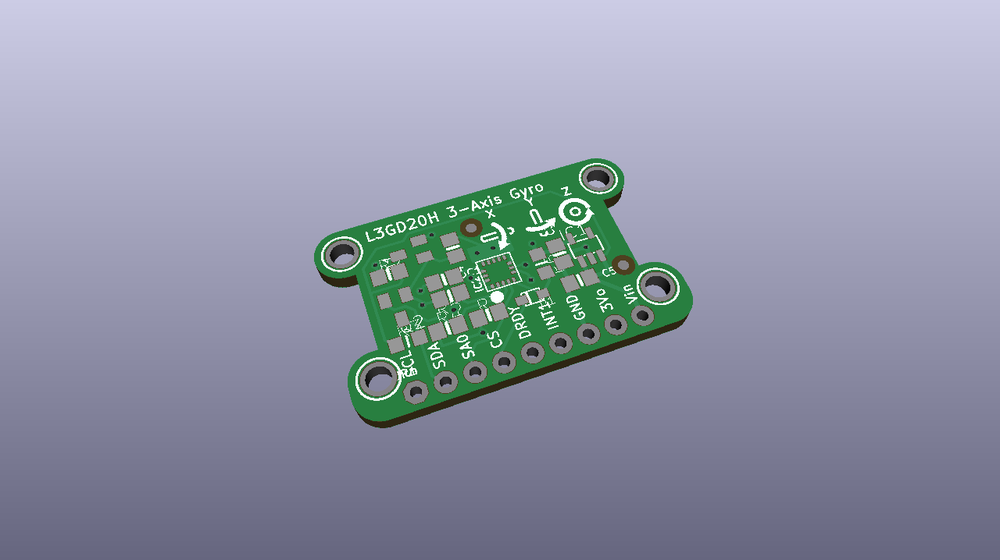 L3GD20H 3-Axis Gyro
X
Y
Z
C5
SCL
SDA
SA0
CS
DRDY
INT1
GND
3Vo
Vin